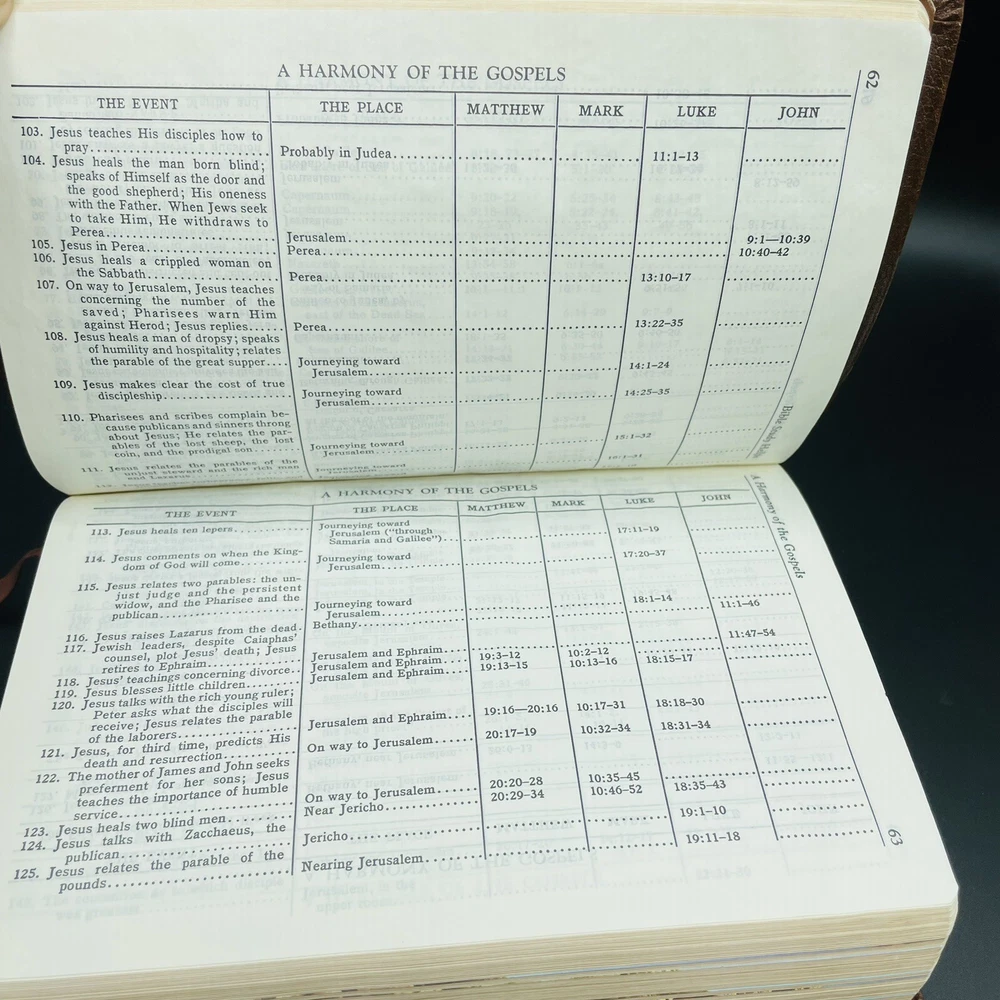 A HARMONY OF THE GOSPELS
62
THE EVENT THE PLACE MATTHEW MARK LUKE JOHN
103. Jesus teaches His disciples how to
pray Probably in Judea 11:1–13
104. Jesus heals the man born blind;
speaks of Himself as the door and
the good shepherd; His oneness
with the Father. When Jews seek
to take Him, He withdraws to
Perea Jerusalem 9:1—10:39
105. Jesus in Perea Perea 10:40–42
106. Jesus heals a crippled woman on
the Sabbath Perea 13:10–17
107. On way to Jerusalem, Jesus teaches
concerning the number of the
saved; Pharisees warn Him
against Herod; Jesus replies Perea 13:22–35
108. Jesus heals a man of dropsy; speaks
of humility and hospitality; relates
the parable of the great supper Journeying toward
Jerusalem 14:1–24
109. Jesus makes clear the cost of true
discipleship Journeying toward
Jerusalem 14:25–35
110. Pharisees and scribes complain be-
cause publicans and sinners throng
about Jesus; He relates the par-
ables of the lost sheep, the lost
coin, and the prodigal son Journeying toward
Jerusalem 15:1–32
111. Jesus relates the parables of the
unjust steward and the rich man
and Lazarus Journeying toward
Bible Study
A HARMONY OF THE GOSPELS
A Harmony of the Gospels
THE EVENT THE PLACE MATTHEW MARK LUKE JOHN
113. Jesus heals ten lepers Journeying toward
Jerusalem ("through
Samaria and Galilee") 17:11–19
114. Jesus comments on when the King-
dom of God will come Journeying toward
Jerusalem 17:20–37
115. Jesus relates two parables: the un-
just judge and the persistent
widow, and the Pharisee and the
publican Journeying toward
Jerusalem 18:1–14
116. Jesus raises Lazarus from the dead. Bethany 11:1–46
117. Jewish leaders, despite Caiaphas'
counsel, plot Jesus' death; Jesus
retires to Ephraim Jerusalem and Ephraim 11:47–54
118. Jesus' teachings concerning divorce Jerusalem and Ephraim 19:3–12 10:2–12
119. Jesus blesses little children Jerusalem and Ephraim 19:13–15 10:13–16 18:15–17
120. Jesus talks with the rich young ruler;
Peter asks what the disciples will
receive; Jesus relates the parable
of the laborers Jerusalem and Ephraim 19:16—20:16 10:17–31 18:18–30
121. Jesus, for third time, predicts His
death and resurrection On way to Jerusalem 20:17–19 10:32–34 18:31–34
122. The mother of James and John seeks
preferment for her sons; Jesus
teaches the importance of humble
service On way to Jerusalem 20:20–28 10:35–45
123. Jesus heals two blind men Near Jericho 20:29–34 10:46–52 18:35–43
124. Jesus talks with Zacchaeus, the
publican Jericho 19:1–10
125. Jesus relates the parable of the
pounds Nearing Jerusalem 19:11–18
63